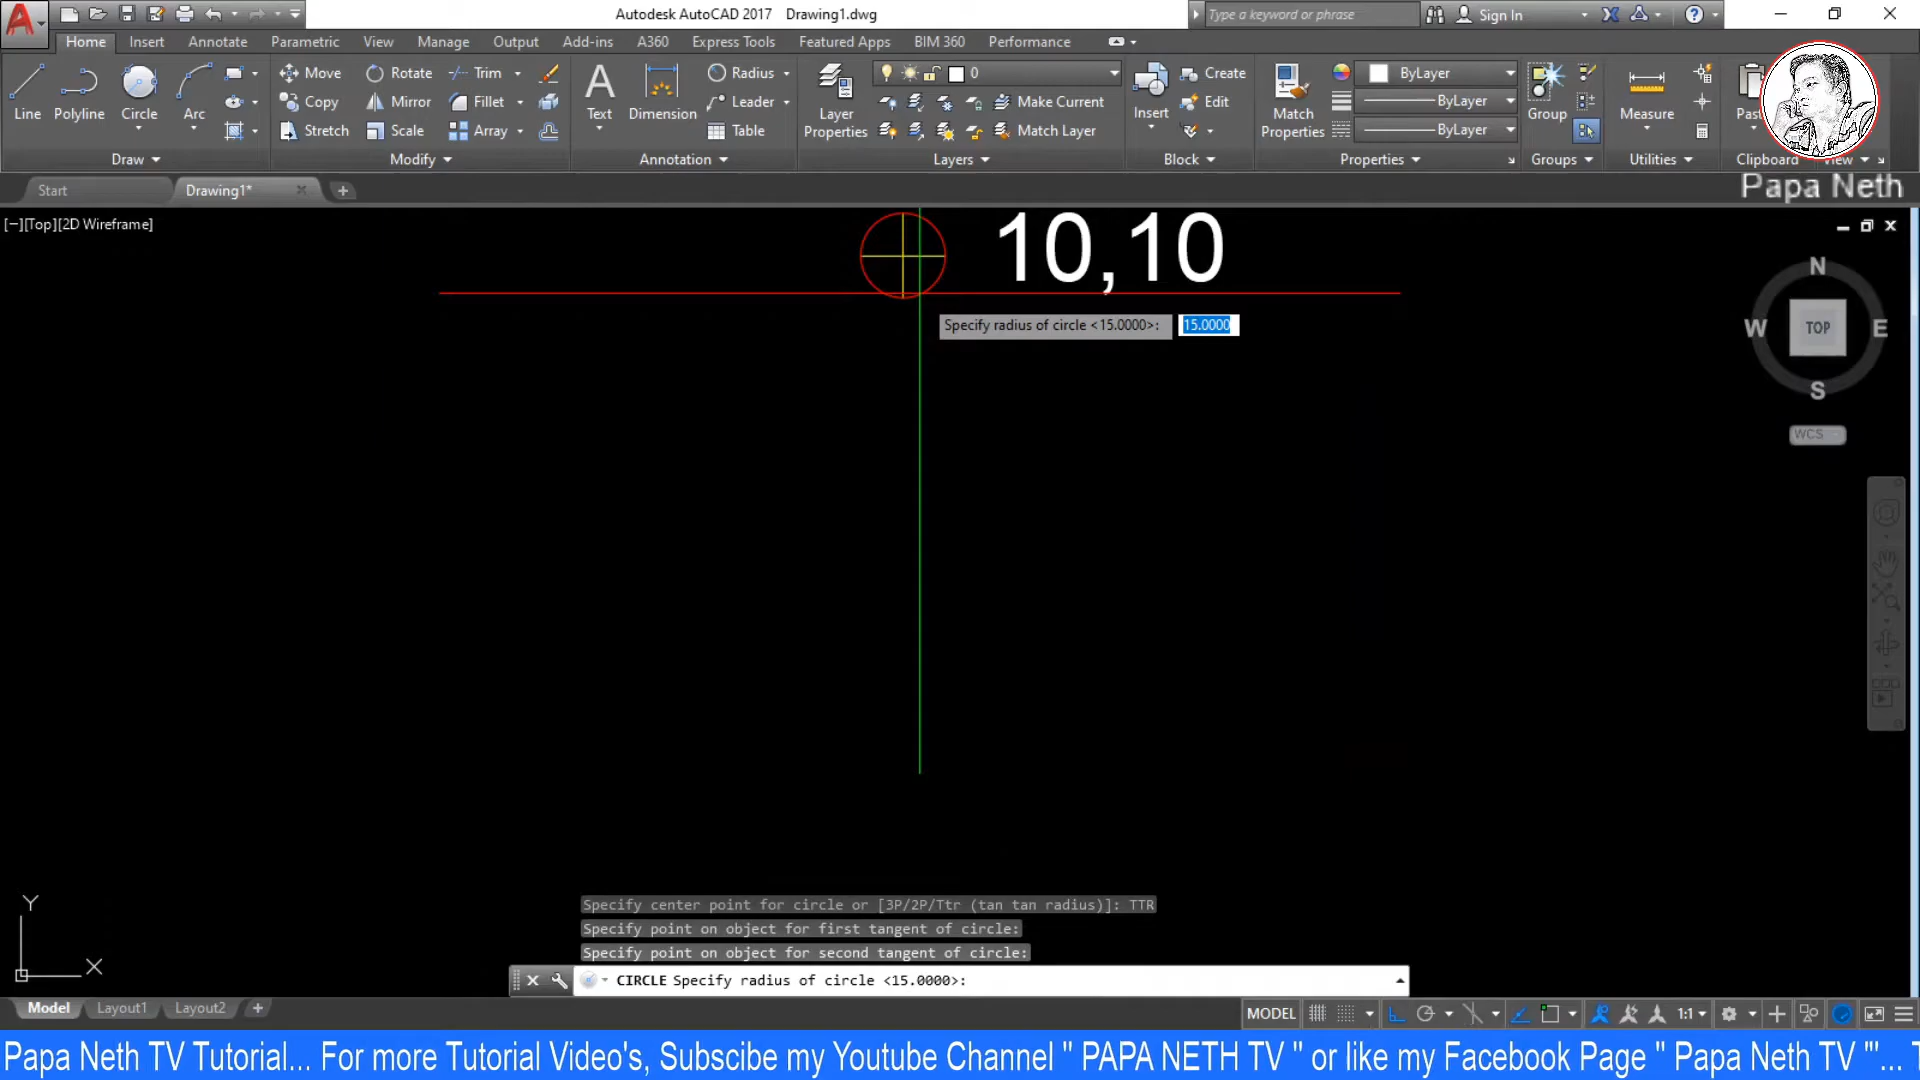 Autodesk AutoCAD 2017 Drawing1.dwg
Type a keyword or phrase
Sign In
Home Insert Annotate Parametric View Manage Output Add-ins A360 Express Tools Featured Apps BIM 360 Performance
Line Polyline Circle Arc
Move Rotate Trim
Copy Mirror Fillet
Stretch Scale Array
Text Dimension
Radius
Leader
Table
Layer Properties
0
Make Current
Match Layer
Insert
Create
Edit
Match Properties
ByLayer
ByLayer
ByLayer
Group
Measure
Draw Modify Annotation Layers Block Properties Groups Utilities Clipboard View
Start Drawing1*
Papa Neth
[−][Top][2D Wireframe]
10,10
Specify radius of circle <15.0000>: 15.0000
N
W TOP E
S
WCS
Y
X
Specify center point for circle or [3P/2P/Ttr (tan tan radius)]: TTR
Specify point on object for first tangent of circle:
Specify point on object for second tangent of circle:
CIRCLE Specify radius of circle <15.0000>:
Model Layout1 Layout2
MODEL 1:1
Papa Neth TV Tutorial... For more Tutorial Video's, Subscibe my Youtube Channel " PAPA NETH TV " or like my Facebook Page " Papa Neth TV "'...